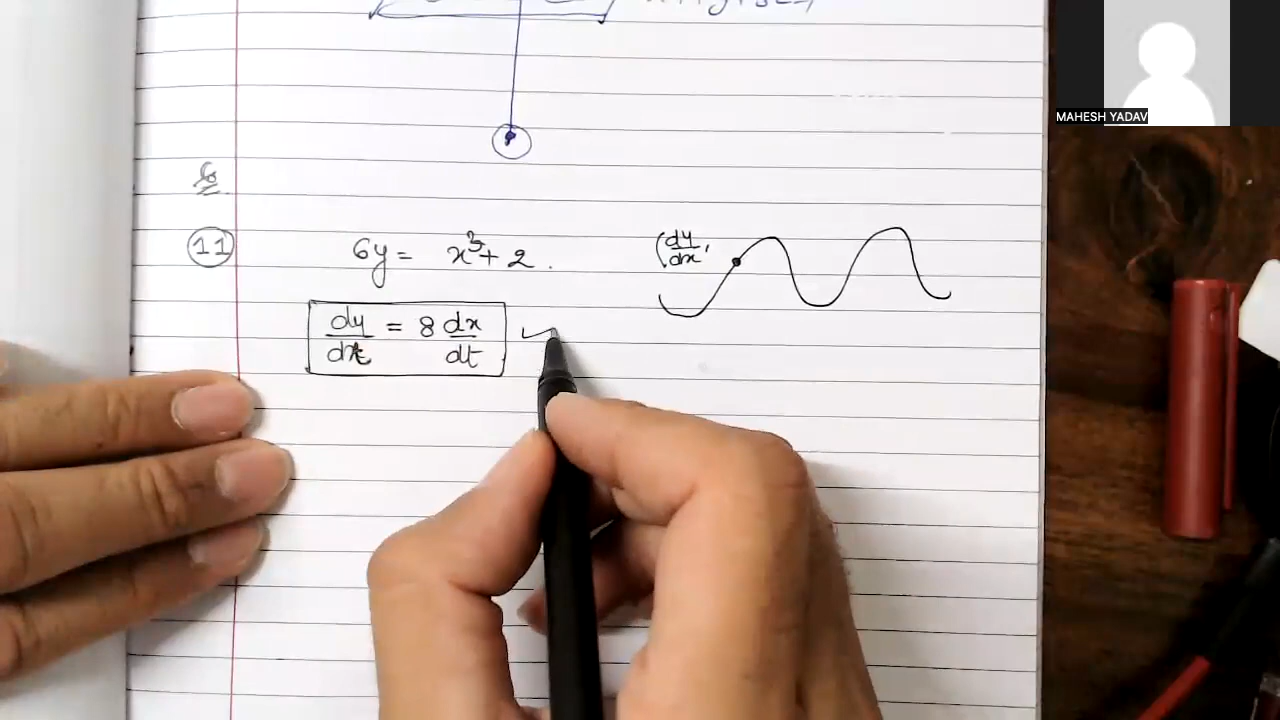 MAHESH YADAV
11 6y = x³ + 2 .
(dy/dx,
dy/dt = 8 dx/dt